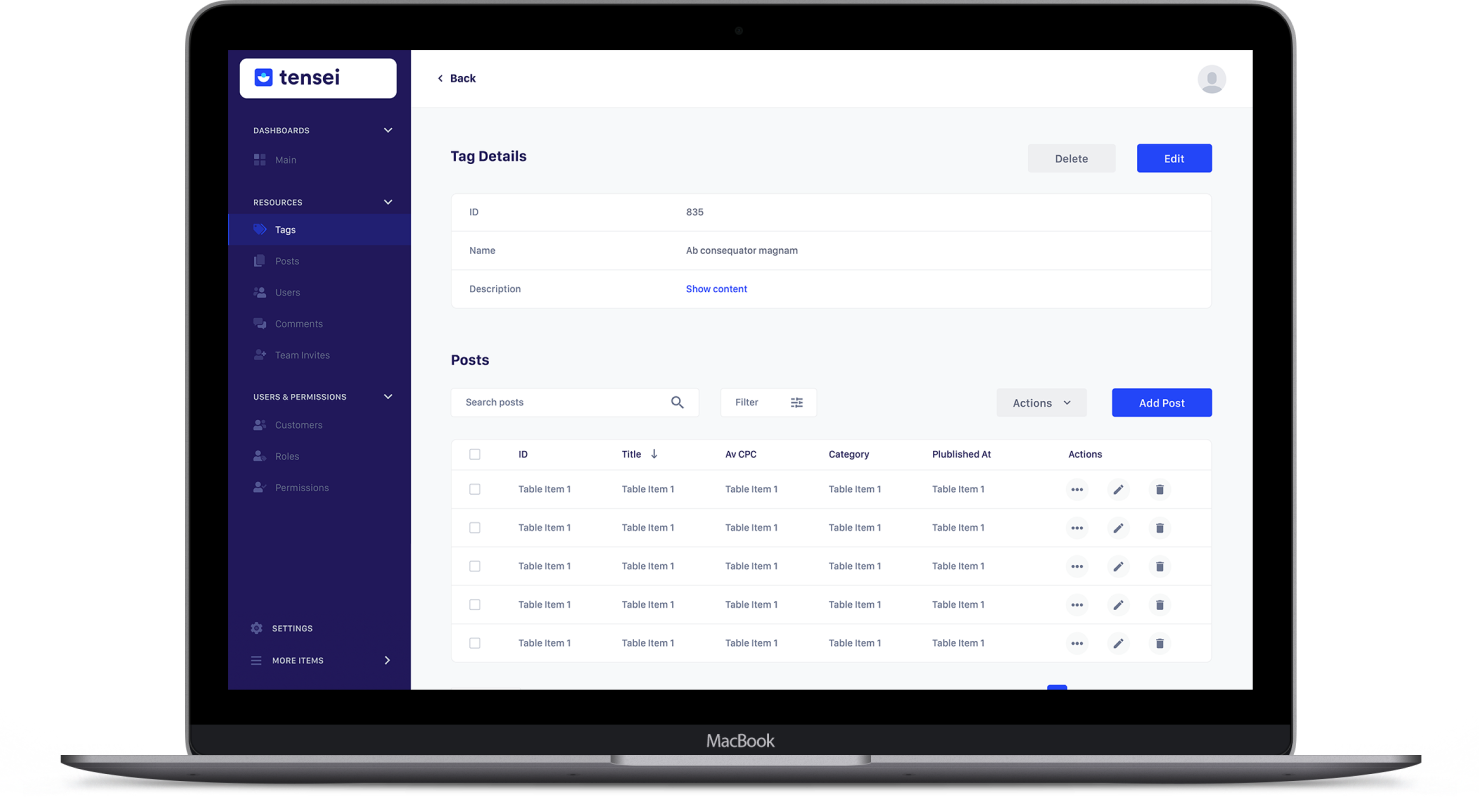 tensei
DASHBOARDS
Main
RESOURCES
Tags
Posts
Users
Comments
Team Invites
USERS & PERMISSIONS
Customers
Roles
Permissions
SETTINGS
MORE ITEMS
Back
Tag Details
Delete
Edit
ID 835
Name Ab consequator magnam
Description Show content
Posts
Search posts
Filter
Actions
Add Post
ID Title Av CPC Category Plublished At Actions
Table Item 1 Table Item 1 Table Item 1 Table Item 1 Table Item 1
Table Item 1 Table Item 1 Table Item 1 Table Item 1 Table Item 1
Table Item 1 Table Item 1 Table Item 1 Table Item 1 Table Item 1
Table Item 1 Table Item 1 Table Item 1 Table Item 1 Table Item 1
Table Item 1 Table Item 1 Table Item 1 Table Item 1 Table Item 1
MacBook